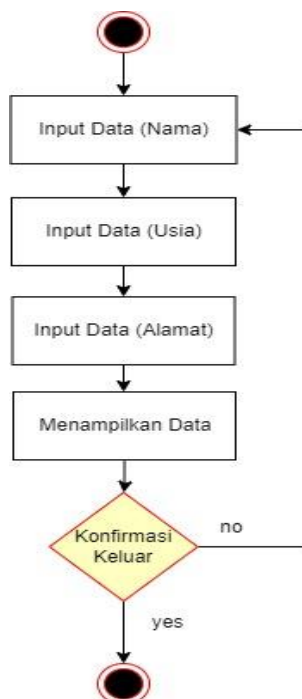 Input Data (Nama)
Input Data (Usia)
Input Data (Alamat)
Menampilkan Data
Konfirmasi
Keluar
no
yes